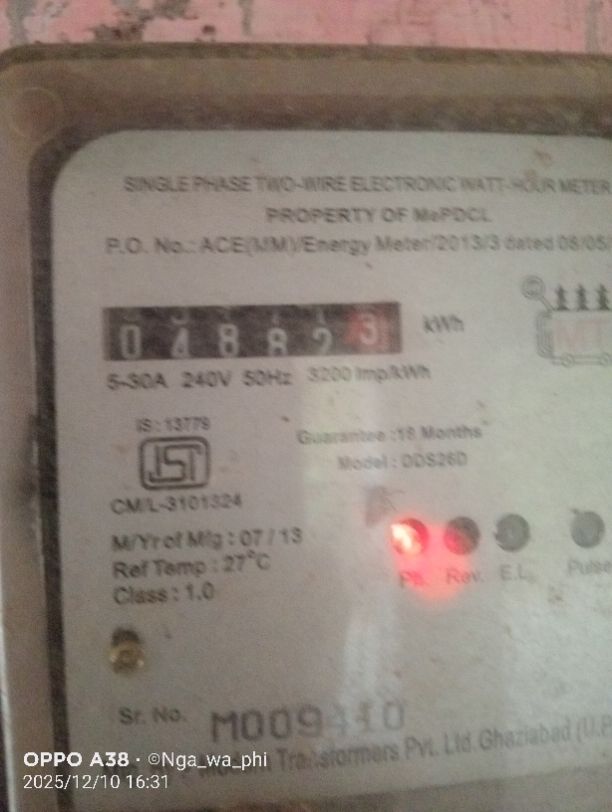 SINGLE PHASE TWO-WIRE ELECTRONIC WATT-HOUR METER
PROPERTY OF MePDCL
P.O. No.: ACE(MM)/Energy Meter/2013/3 dated 08/05/
048823 kWh
5-30A 240V 50Hz 3200 Imp/kWh
IS : 13779
Guarantee :18 Months
Model : DDS26D
ISI
CM/L-3101324
M/Yr of Mfg : 07 / 13
Ref Temp : 27°C
Class : 1.0
Ph. Rev. E.L. Pulse
Sr. No. M009410
Transformers Pvt. Ltd. Ghaziabad (U.P
OPPO A38 · ©Nga_wa_phi
2025/12/10 16:31